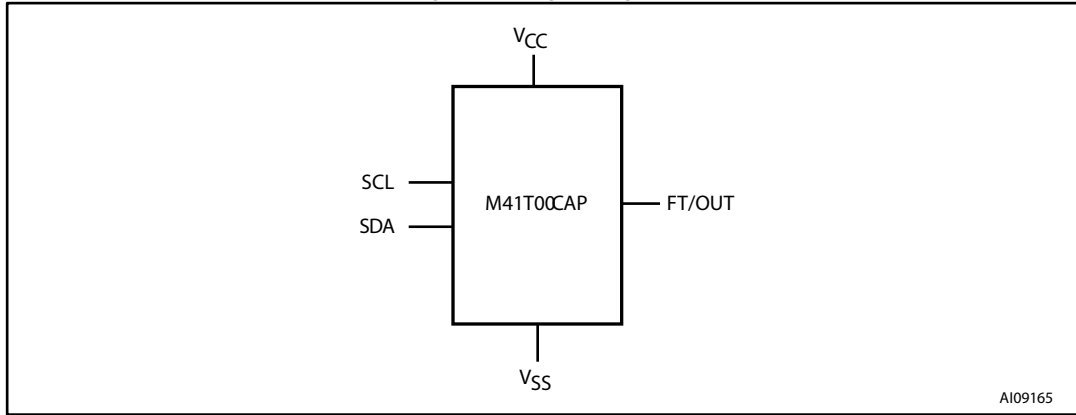 VCC
SCL
M41T00CAP
FT/OUT
SDA
VSS
AI09165